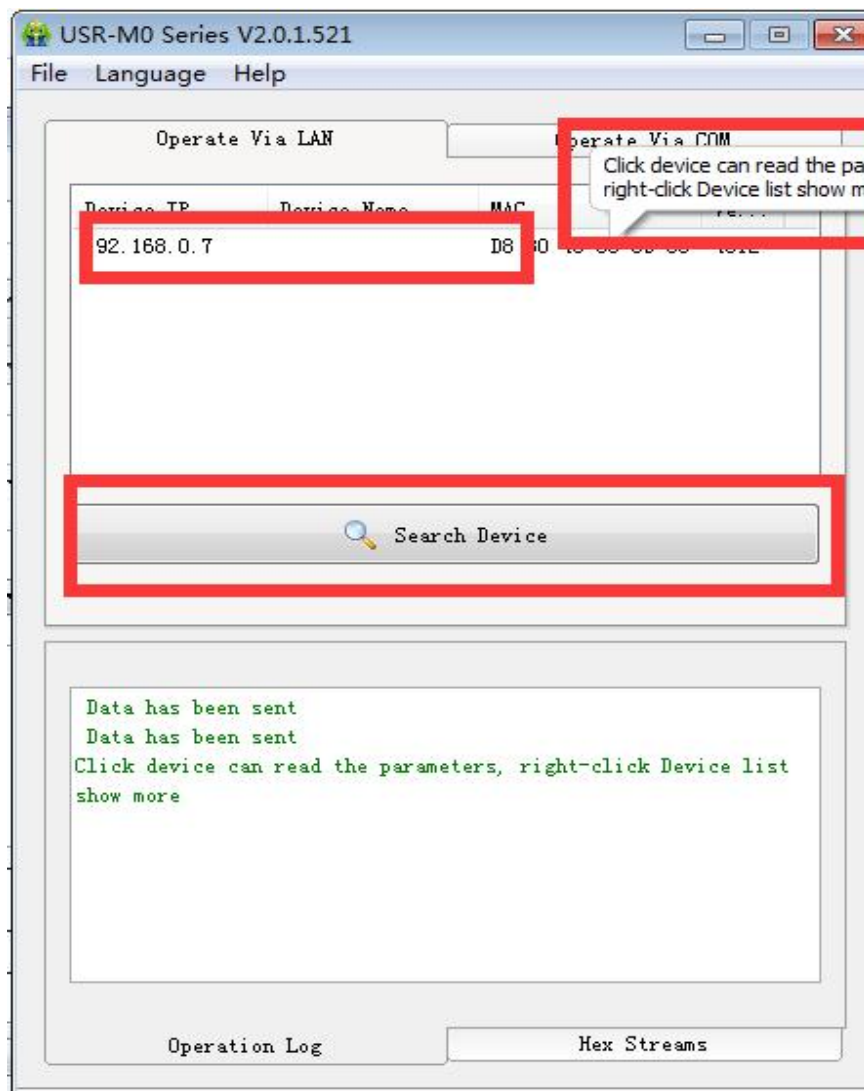 USR-M0 Series V2.0.1.521
File Language Help
Operate Via LAN
Operate Via COM
Click device can read the pa
right-click Device list show m
Device IP Device Name MAC
92.168.0.7 D8
Search Device
Data has been sent
Data has been sent
Click device can read the parameters, right-click Device list
show more
Operation Log
Hex Streams